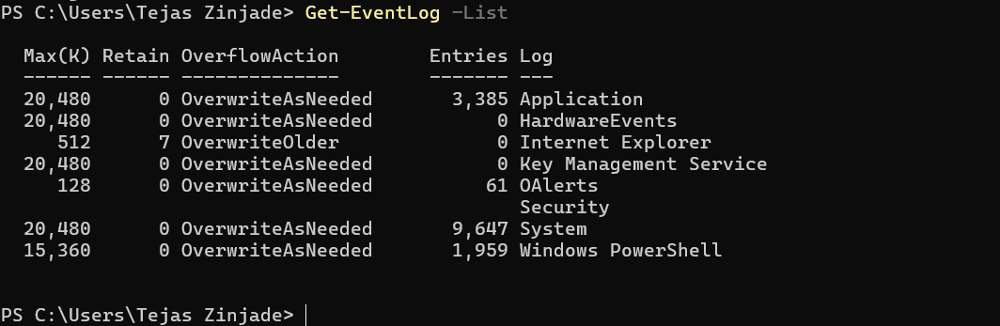 PS C:\Users\Tejas Zinjade> Get-EventLog -List
Max(K) Retain OverflowAction Entries Log
------ ------ -------------- ------- ---
20,480 0 OverwriteAsNeeded 3,385 Application
20,480 0 OverwriteAsNeeded 0 HardwareEvents
512 7 OverwriteOlder 0 Internet Explorer
20,480 0 OverwriteAsNeeded 0 Key Management Service
128 0 OverwriteAsNeeded 61 OAlerts
Security
20,480 0 OverwriteAsNeeded 9,647 System
15,360 0 OverwriteAsNeeded 1,959 Windows PowerShell
PS C:\Users\Tejas Zinjade>